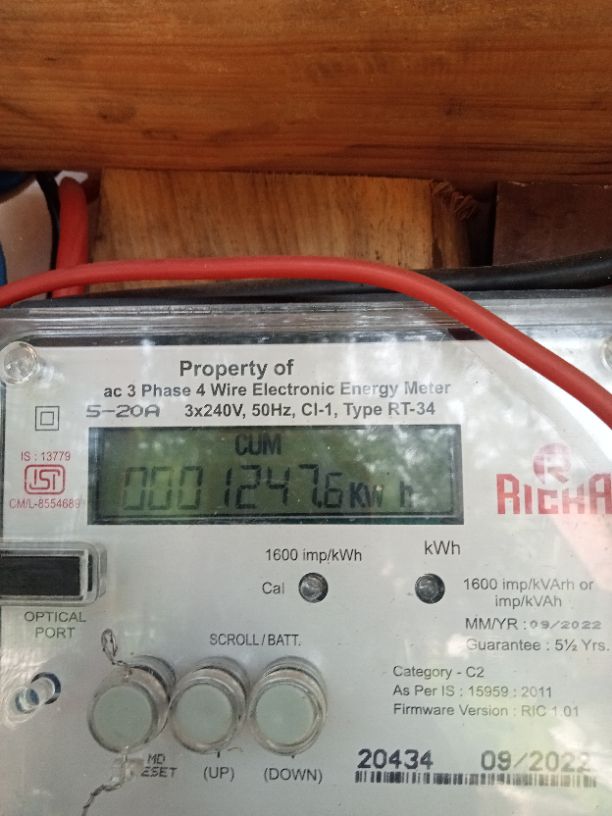 Property of
ac 3 Phase 4 Wire Electronic Energy Meter
5-20A 3x240V, 50Hz, Cl-1, Type RT-34
IS : 13779
ISI
CM/L-8554689
CUM
0001247.6 kWh
RICHA
1600 imp/kWh
kWh
Cal
1600 imp/kVArh or
imp/kVAh
OPTICAL
PORT
MM/YR : 09/2022
Guarantee : 5½ Yrs.
SCROLL/BATT.
Category - C2
As Per IS : 15959 : 2011
Firmware Version : RIC 1.01
MD
RESET
(UP)
(DOWN)
20434 09/2022